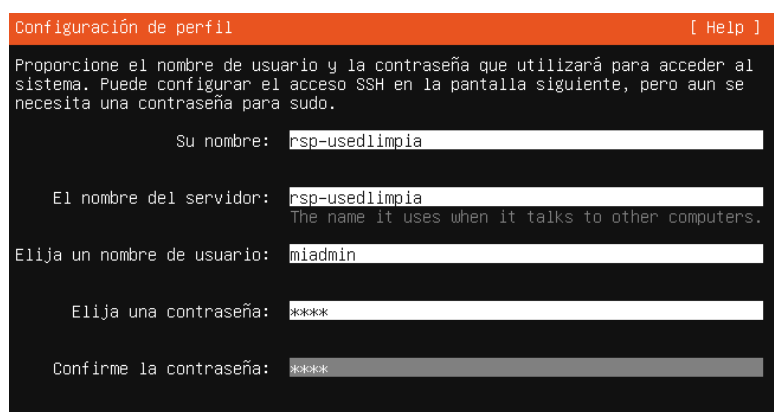 Configuración de perfil [ Help ]
Proporcione el nombre de usuario y la contraseña que utilizará para acceder al
sistema. Puede configurar el acceso SSH en la pantalla siguiente, pero aun se
necesita una contraseña para sudo.
Su nombre: rsp-usedlimpia
El nombre del servidor: rsp-usedlimpia
The name it uses when it talks to other computers.
Elija un nombre de usuario: miadmin
Elija una contraseña: ****
Confirme la contraseña: ****